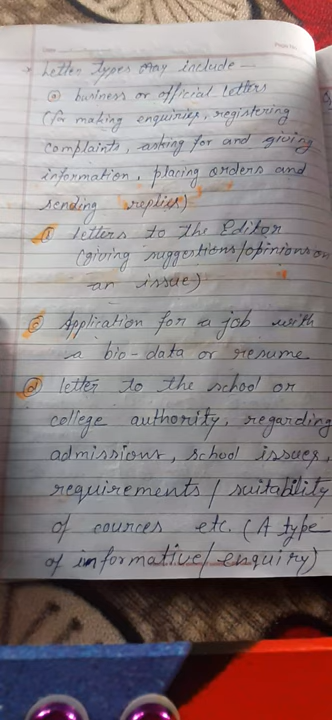 → Letter types may include —
ⓐ business or official letters
(for making enquiries, registering
complaints, asking for and giving
information, placing orders and
sending replies)
letters to the Editor
(giving suggestions/opinions on
an issue)
ⓒ Application for a job with
a bio-data or resume
ⓓ letter to the school or
college authority, regarding
admissions, school issues,
requirements / suitability
of cources etc. (A type
of informative/enquiry)